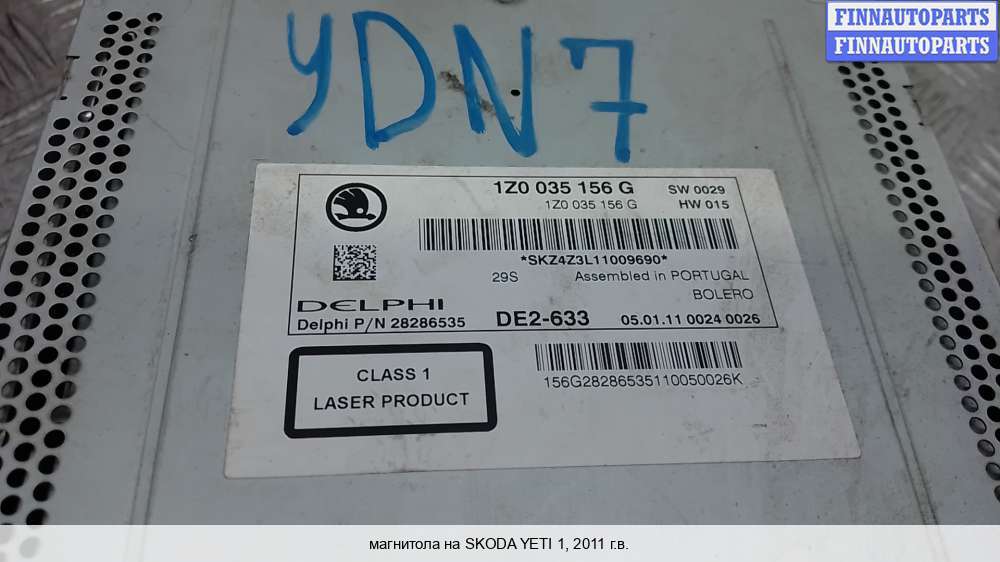 FINNAUTOPARTS
FINNAUTOPARTS
YDN7
1Z0 035 156 G SW 0029
1Z0 035 156 G HW 015
*SKZ4Z3L11009690*
29S Assembled in PORTUGAL
BOLERO
DELPHI
Delphi P/N 28286535 DE2-633 05.01.11 0024 0026
CLASS 1
LASER PRODUCT
156G28286535110050026K
магнитола на SKODA YETI 1, 2011 г.в.